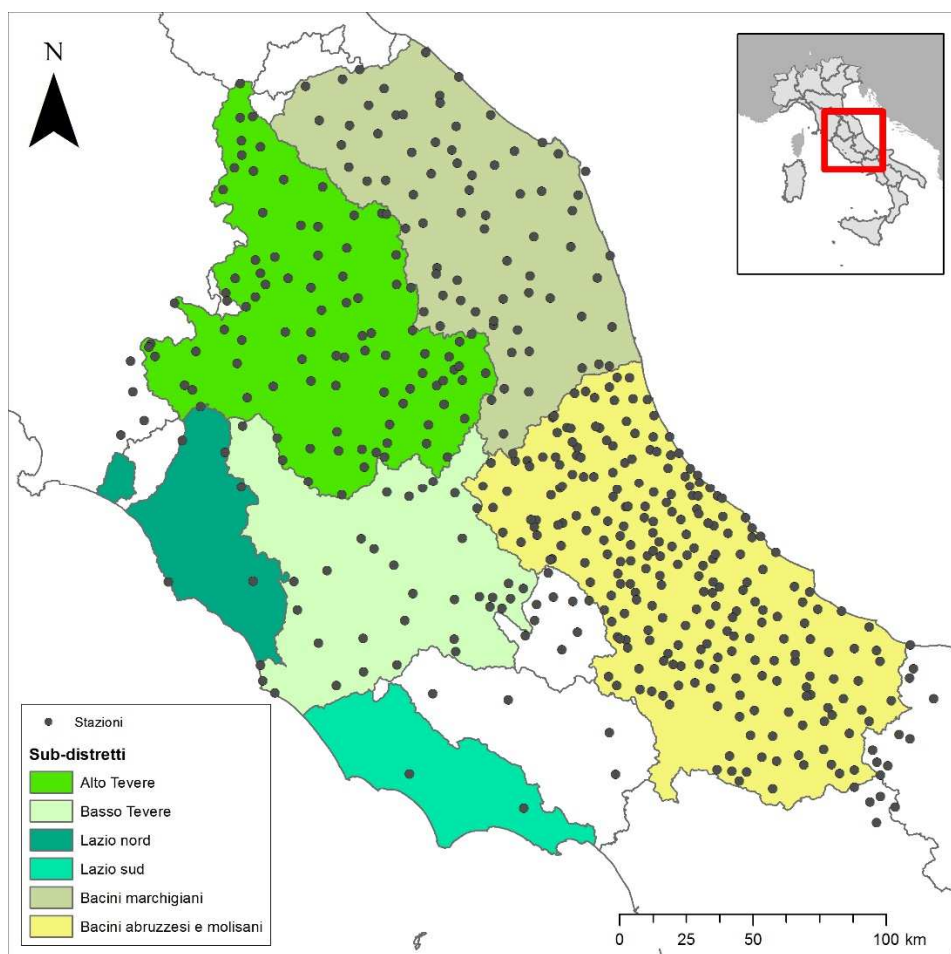 N
Stazioni
Sub-distretti
Alto Tevere
Basso Tevere
Lazio nord
Lazio sud
Bacini marchigiani
Bacini abruzzesi e molisani
0 25 50 100 km